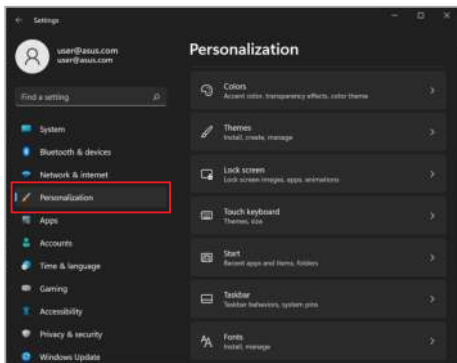 Settings
user@asus.com
user@asus.com
Find a setting
System
Bluetooth & devices
Network & internet
Personalization
Apps
Accounts
Time & language
Gaming
Accessibility
Privacy & security
Windows Update
Personalization
Colors
Accent color, transparency effects, color theme
Themes
Install, create, manage
Lock screen
Lock screen images, apps, animations
Touch keyboard
Themes, size
Start
Recent apps and items, folders
Taskbar
Taskbar behaviors, system pins
Fonts
Install, manage